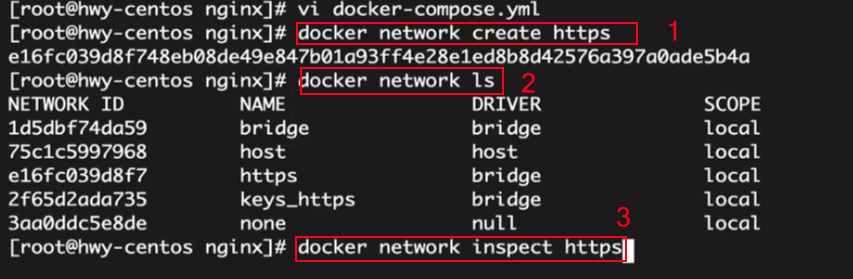 [root@hwy-centos nginx]# vi docker-compose.yml
[root@hwy-centos nginx]# docker network create https 1
e16fc039d8f748eb08de49e847b01a93ff4e28e1ed8b8d42576a397a0ade5b4a
[root@hwy-centos nginx]# docker network ls 2
NETWORK ID NAME DRIVER SCOPE
1d5dbf74da59 bridge bridge local
75c1c5997968 host host local
e16fc039d8f7 https bridge local
2f65d2ada735 keys_https bridge local
3aa0ddc5e8de none null local
[root@hwy-centos nginx]# docker network inspect https 3